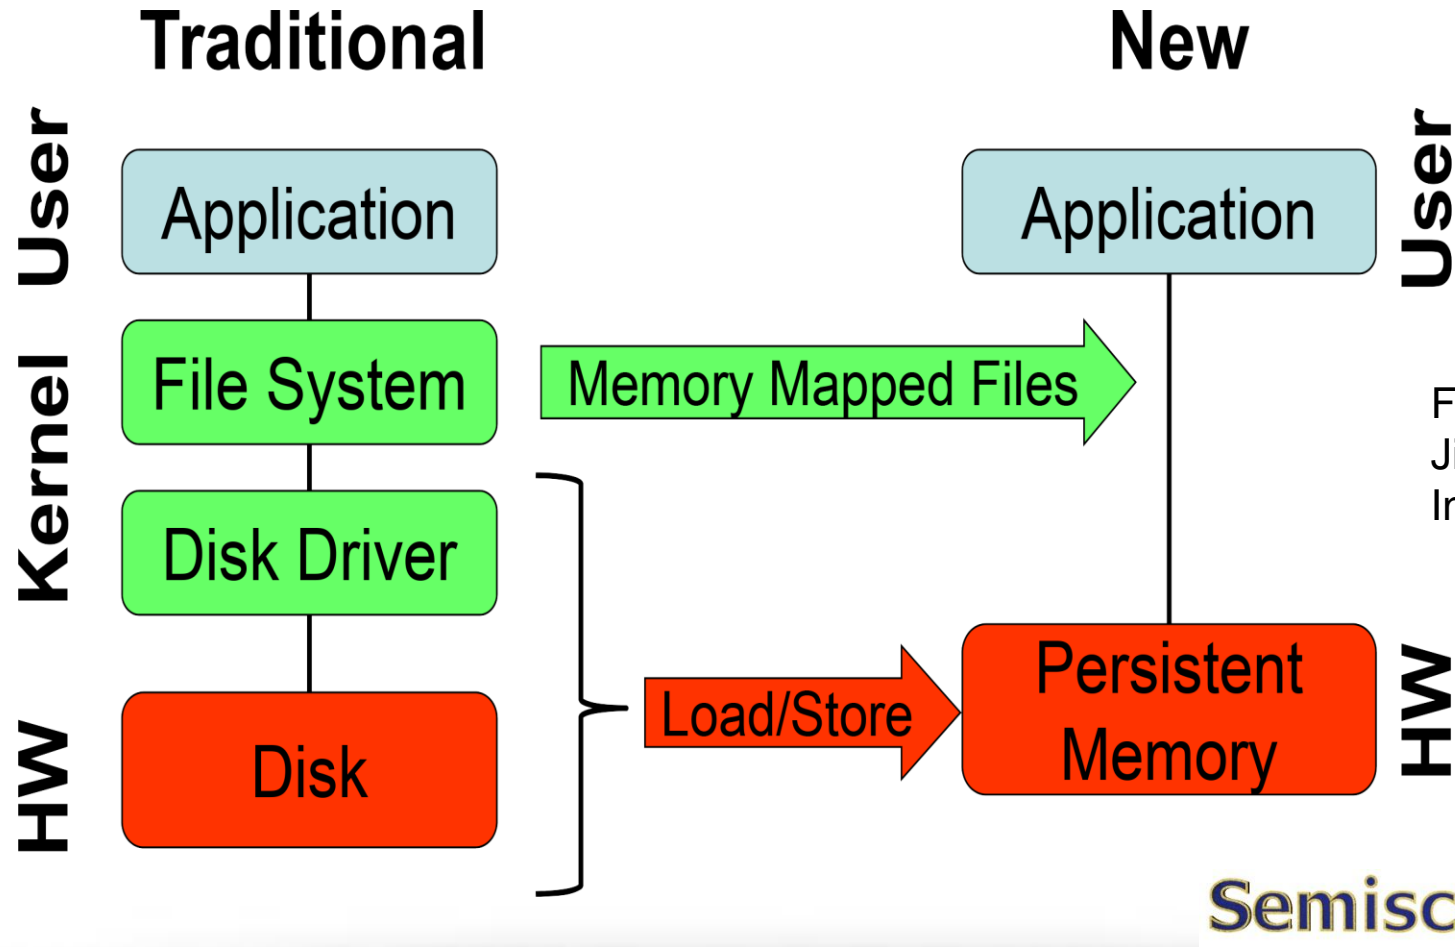 Traditional
New
User
Application
Application
User
Kernel
File System
Memory Mapped Files
Disk Driver
HW
Disk
Load/Store
Persistent
Memory
HW